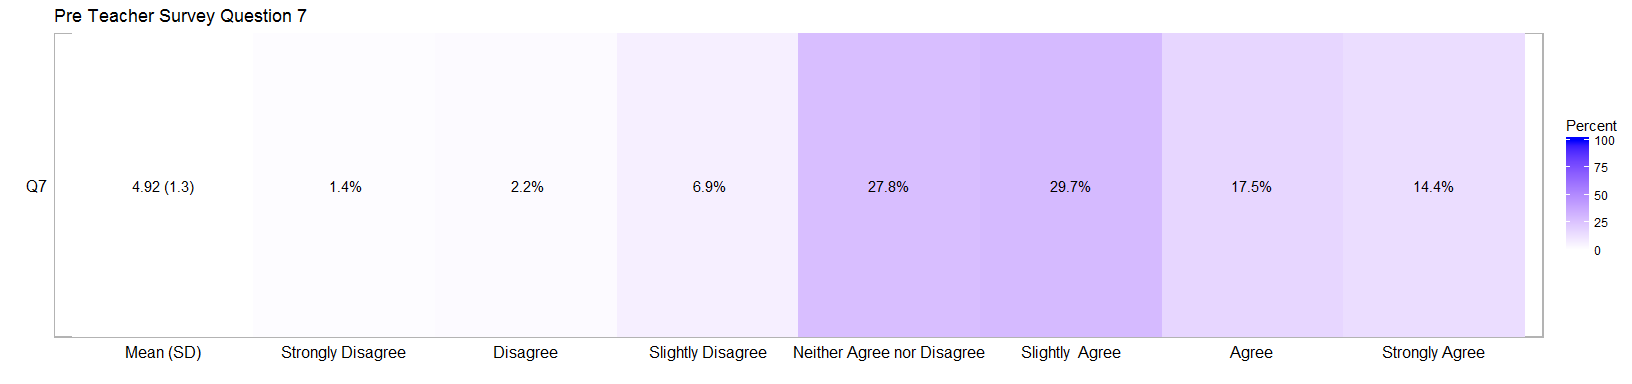 Pre Teacher Survey Question 7
Q7
4.92 (1.3) 1.4% 2.2% 6.9% 27.8% 29.7% 17.5% 14.4%
Mean (SD) Strongly Disagree Disagree Slightly Disagree Neither Agree nor Disagree Slightly  Agree Agree Strongly Agree
Percent
100
75
50
25
0